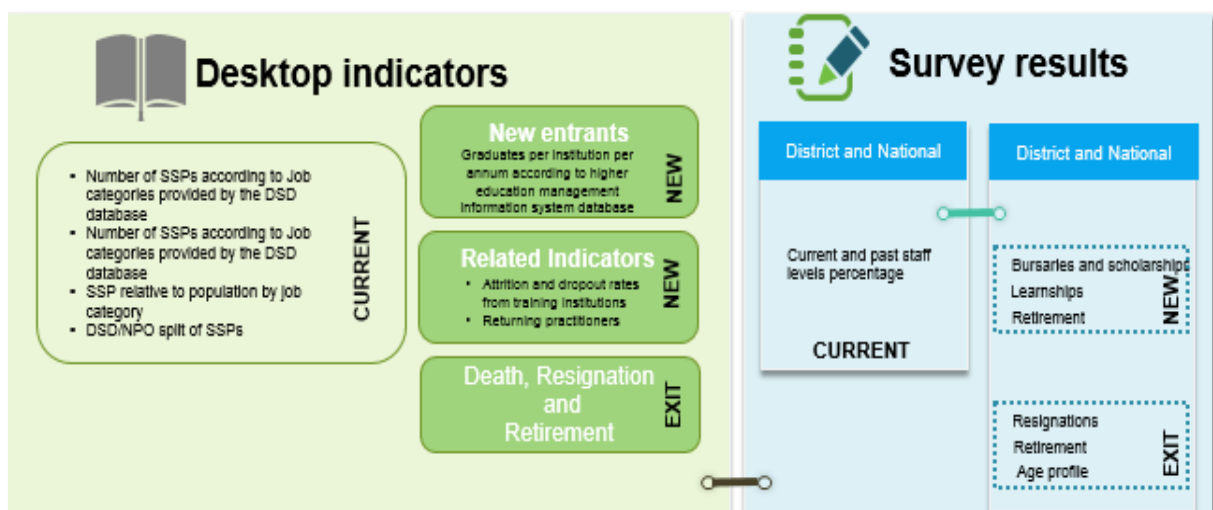 Desktop indicators
Number of SSPs according to Job
categories provided by the DSD
database
Number of SSPs according to Job
categories provided by the DSD
database
SSP relative to population by job
category
DSD/NPO split of SSPs
CURRENT
New entrants
Graduates per institution per
annum according to higher
education management
information system database
NEW
Related Indicators
Attrition and dropout rates
from training institutions
Returning practitioners
NEW
Death, Resignation
and
Retirement
EXIT
Survey results
District and National
Current and past staff
levels percentage
CURRENT
District and National
Bursaries and scholarships
Learnships
Retirement
NEW
Resignations
Retirement
Age profile
EXIT